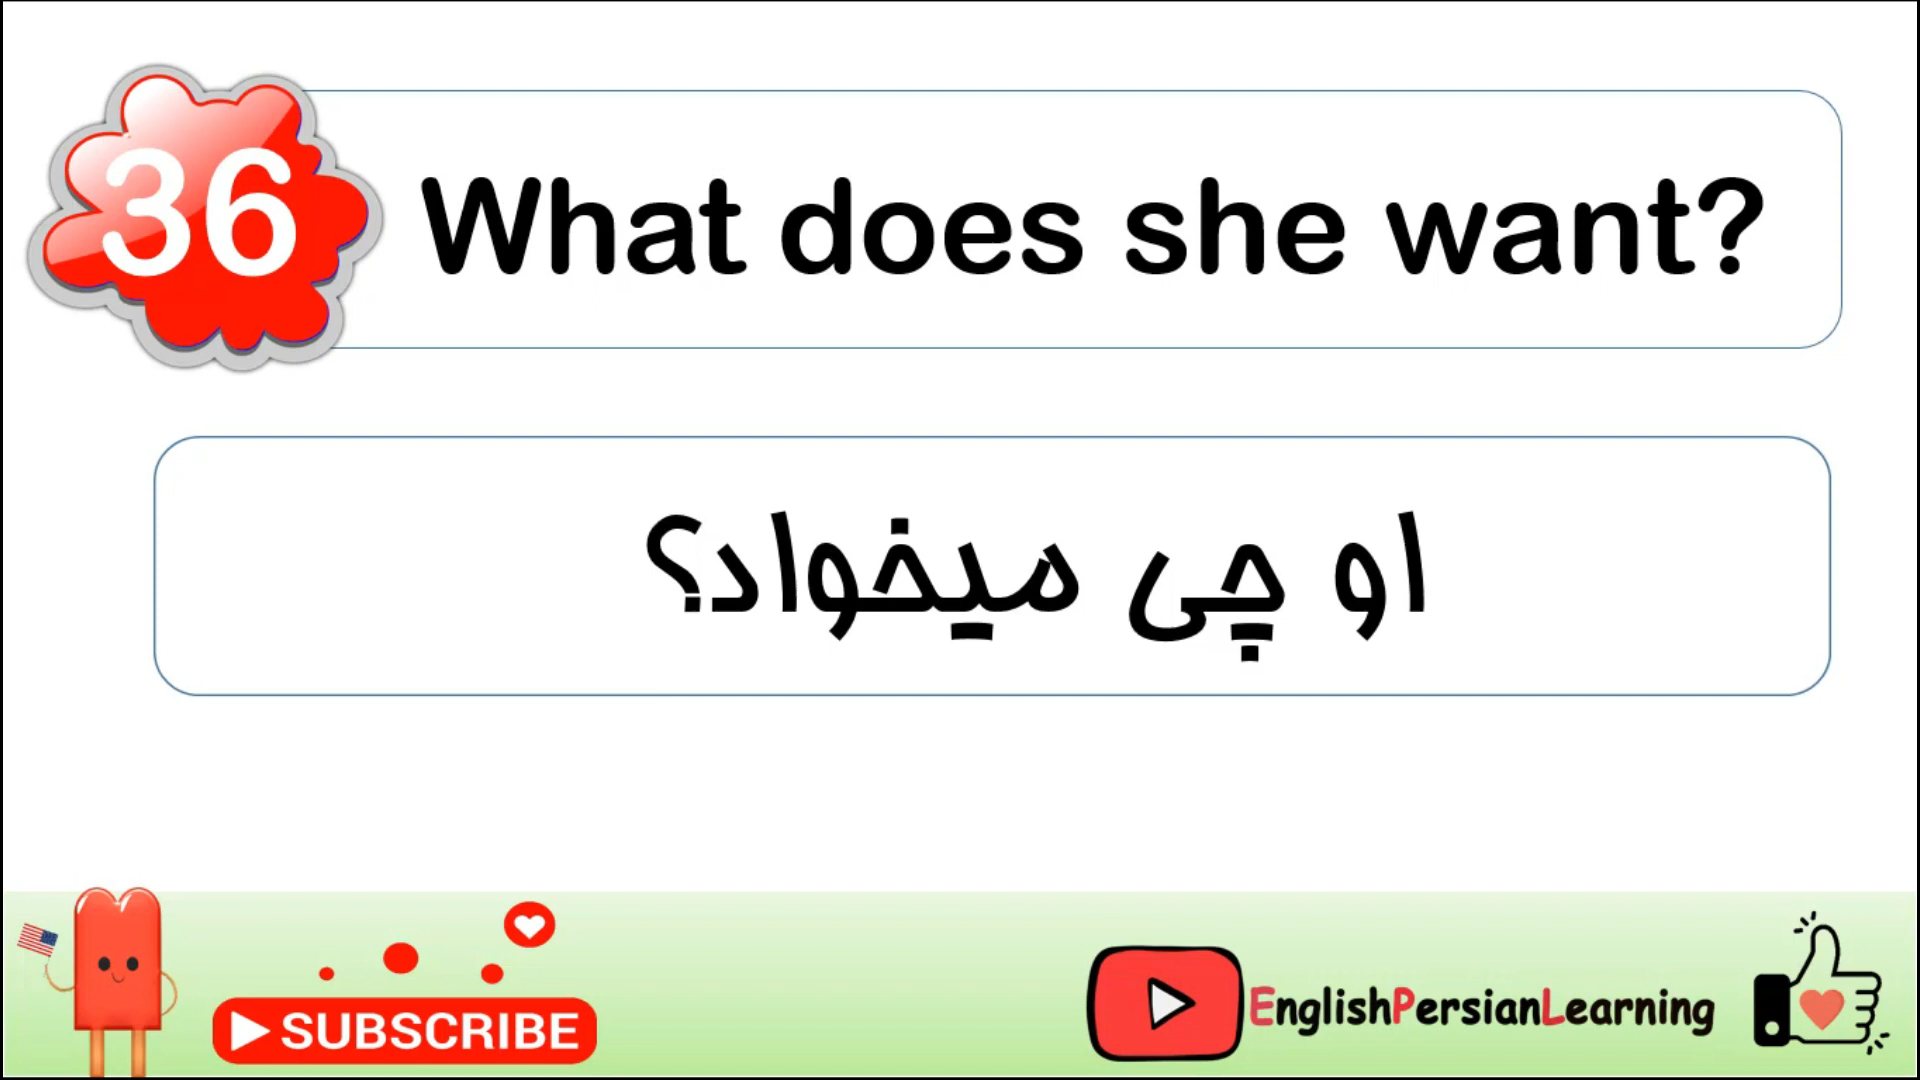 36
What does she want?
او چی میخواد؟
SUBSCRIBE
EnglishPersianLearning